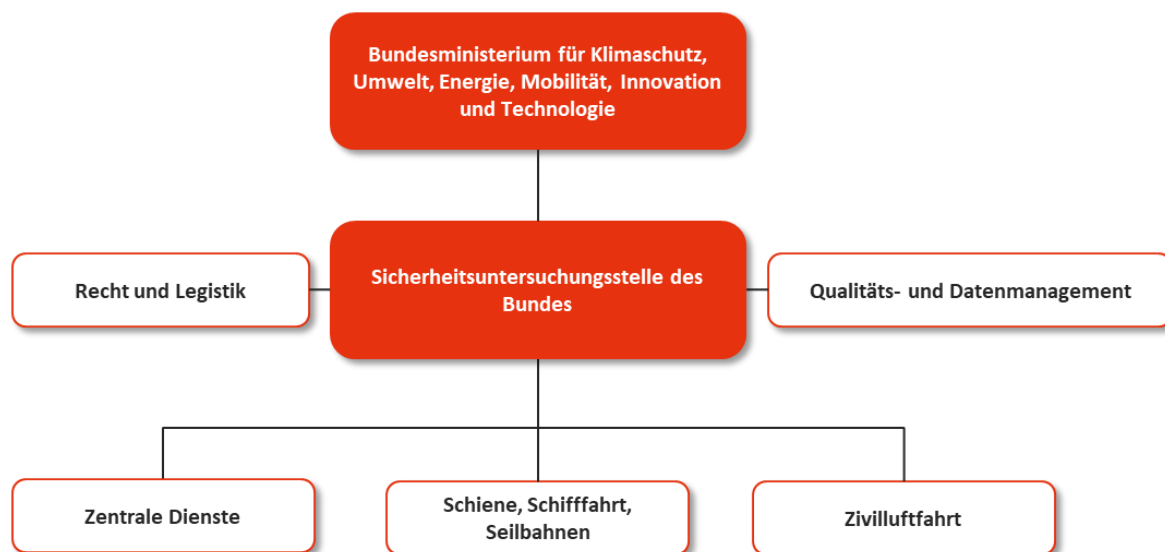 Bundesministerium für Klimaschutz,
Umwelt, Energie, Mobilität, Innovation
und Technologie
Recht und Legistik
Sicherheitsuntersuchungsstelle des
Bundes
Qualitäts- und Datenmanagement
Zentrale Dienste
Schiene, Schifffahrt,
Seilbahnen
Zivilluftfahrt